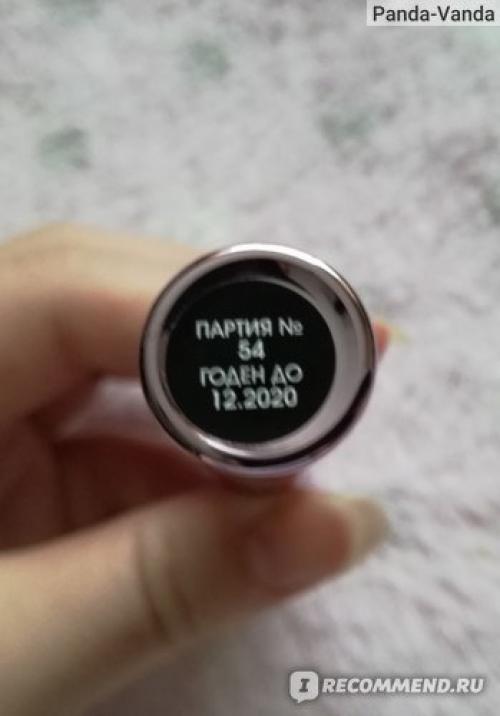 Panda-Vanda
ПАРТИЯ №
54
ГОДЕН ДО
12.2020
I RECOMMEND.RU